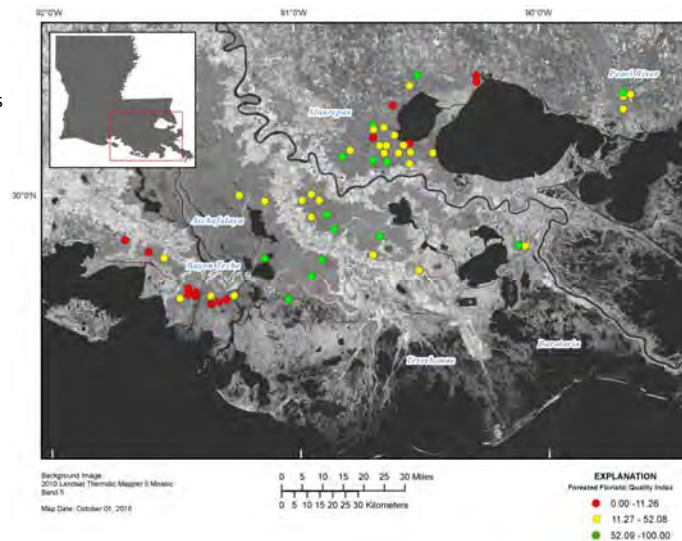 s
92°0'W
91°0'W
90°0'W
Pearl River
Maurepas
30°0'N
Atchafalaya
Bayou Teche
Barataria
Terrebonne
Background Image
2010 Landsat Thematic Mapper 5 Mosaic
Band 5
Map Date: October 01, 2016
0 5 10 20 30 Miles
0 5 10 15 20 25 30 Kilometers
EXPLANATION
Forested Floristic Quality Index
0.00 -11.26
11.27 - 52.08
52.09 -100.00